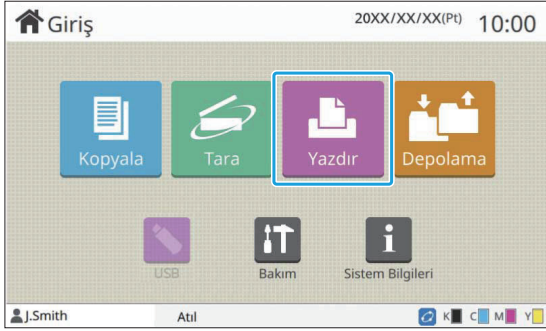 Giriş
20XX/XX/XX(Pt) 10:00
Kopyala Tara Yazdır Depolama
USB Bakım Sistem Bilgileri
J.Smith Atıl K C M Y